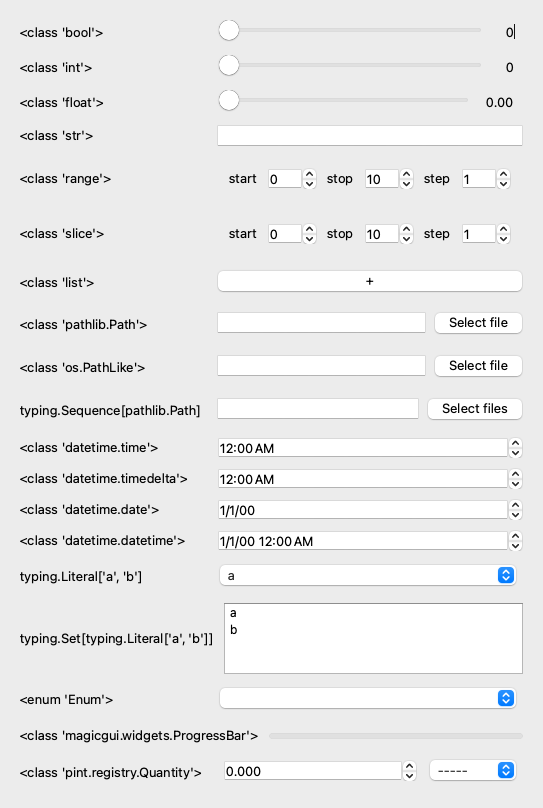 <class 'bool'> 0
<class 'int'> 0
<class 'float'> 0.00
<class 'str'>
<class 'range'> start 0 stop 10 step 1
<class 'slice'> start 0 stop 10 step 1
<class 'list'> +
<class 'pathlib.Path'> Select file
<class 'os.PathLike'> Select file
typing.Sequence[pathlib.Path] Select files
<class 'datetime.time'> 12:00 AM
<class 'datetime.timedelta'> 12:00 AM
<class 'datetime.date'> 1/1/00
<class 'datetime.datetime'> 1/1/00 12:00 AM
typing.Literal['a', 'b'] a
a
b
typing.Set[typing.Literal['a', 'b']]
<enum 'Enum'>
<class 'magicgui.widgets.ProgressBar'>
<class 'pint.registry.Quantity'> 0.000 -----